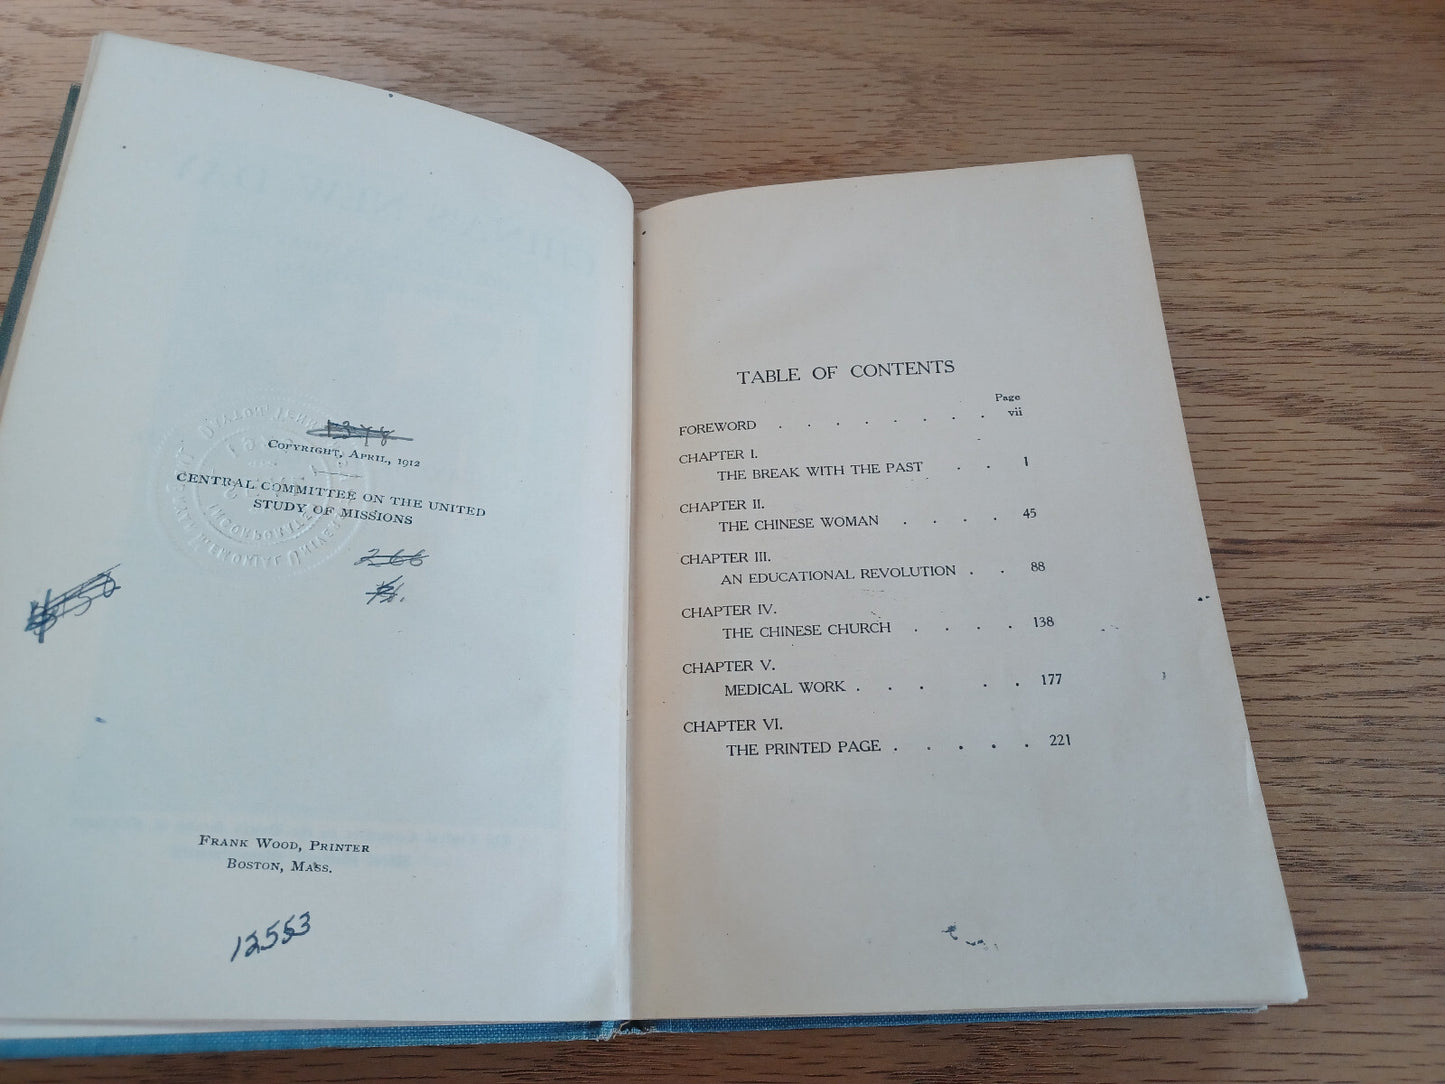 1378
COPYRIGHT, APRIL, 1912
CENTRAL COMMITTEE ON THE UNITED
STUDY OF MISSIONS
266
FRANK WOOD, PRINTER
BOSTON, MASS.
12553
TABLE OF CONTENTS
Page
FOREWORD . . . . . . . vii
CHAPTER I.
THE BREAK WITH THE PAST . . 1
CHAPTER II.
THE CHINESE WOMAN . . . . 45
CHAPTER III.
AN EDUCATIONAL REVOLUTION . . 88
CHAPTER IV.
THE CHINESE CHURCH . . . . 138
CHAPTER V.
MEDICAL WORK . . . . . 177
CHAPTER VI.
THE PRINTED PAGE . . . . . 221